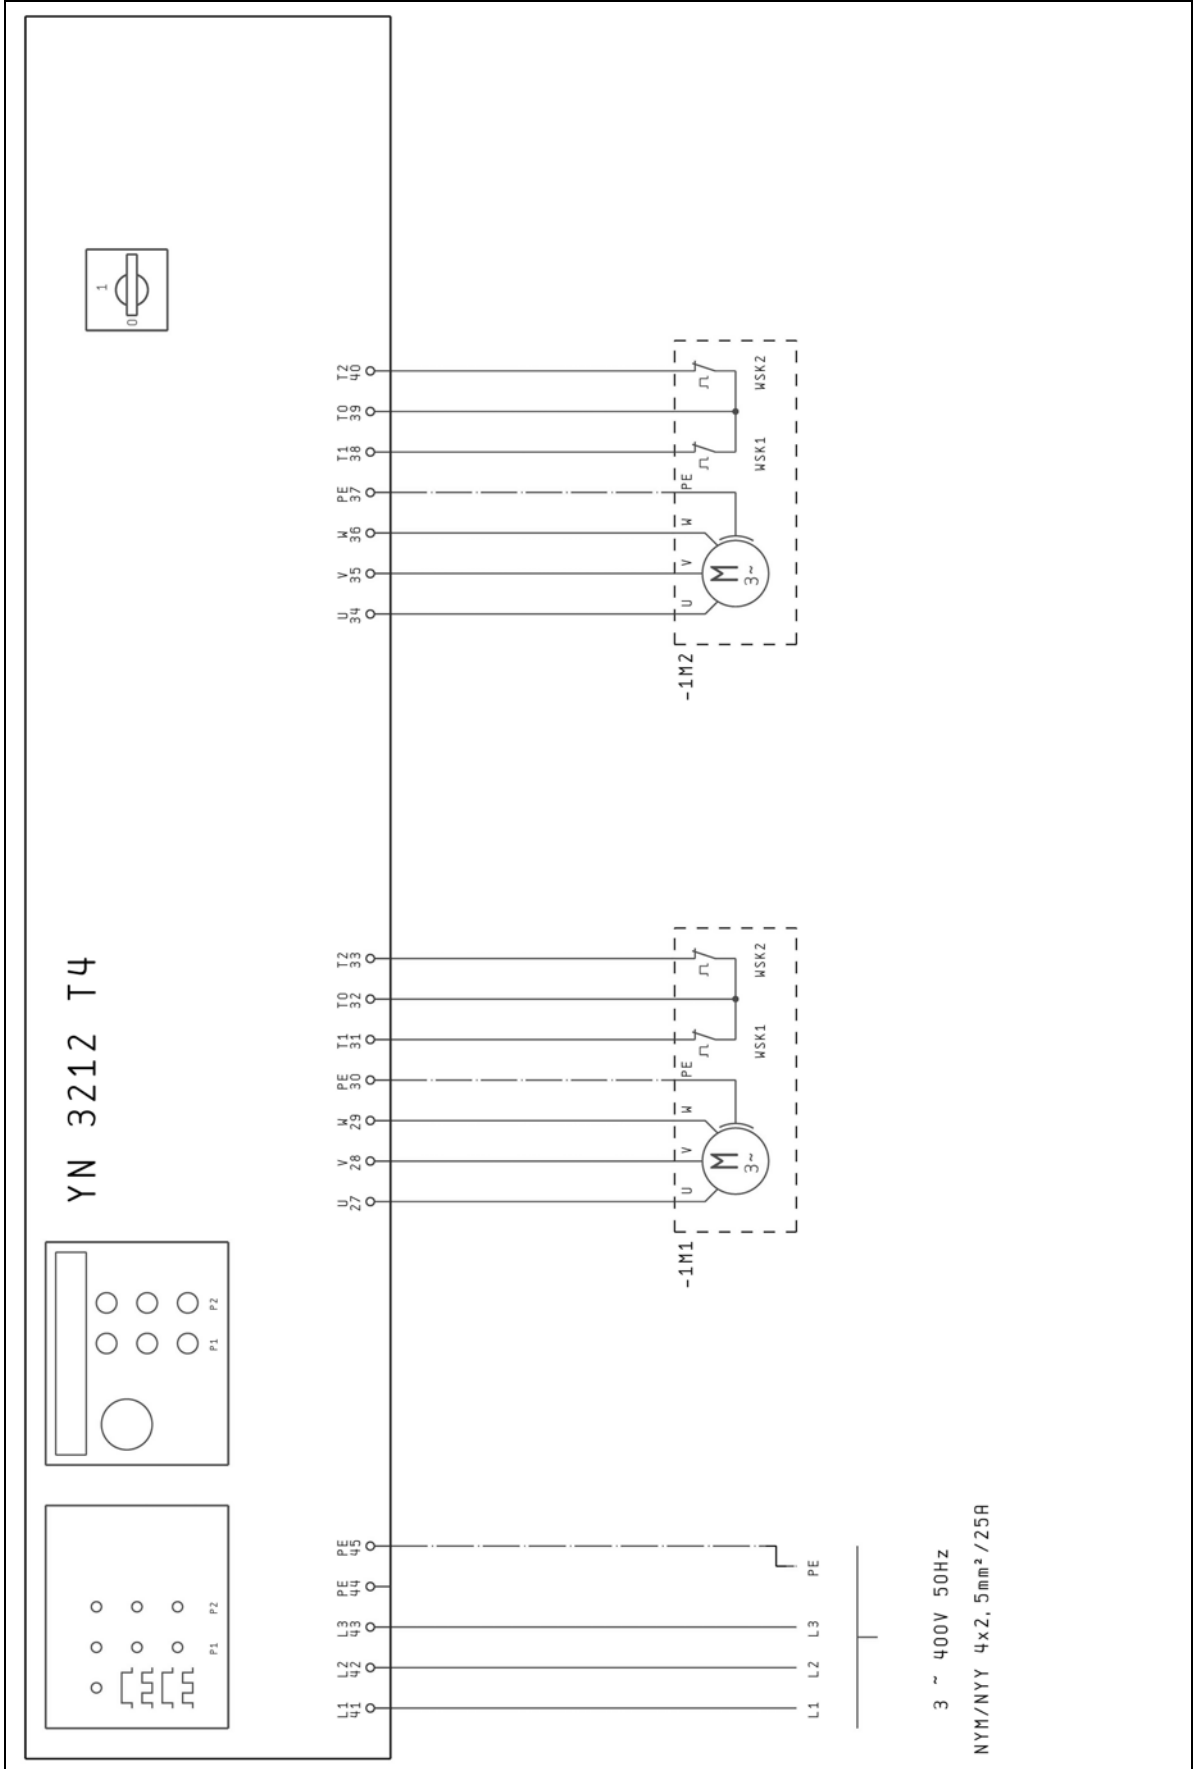 YN 3212 T4
1
0
P1 P2
P1 P2
L1 L2 L3 PE PE
41 42 43 44 45
U V W PE T1 T0 T2
27 28 29 30 31 32 33
U V W PE T1 T0 T2
34 35 36 37 38 39 40
-1M1
U V W PE
M
3~
WSK1 WSK2
-1M2
U V W PE
M
3~
WSK1 WSK2
L1 L2 L3 PE
3 ~ 400V 50Hz
NYM/NYY 4x2,5mm²/25A